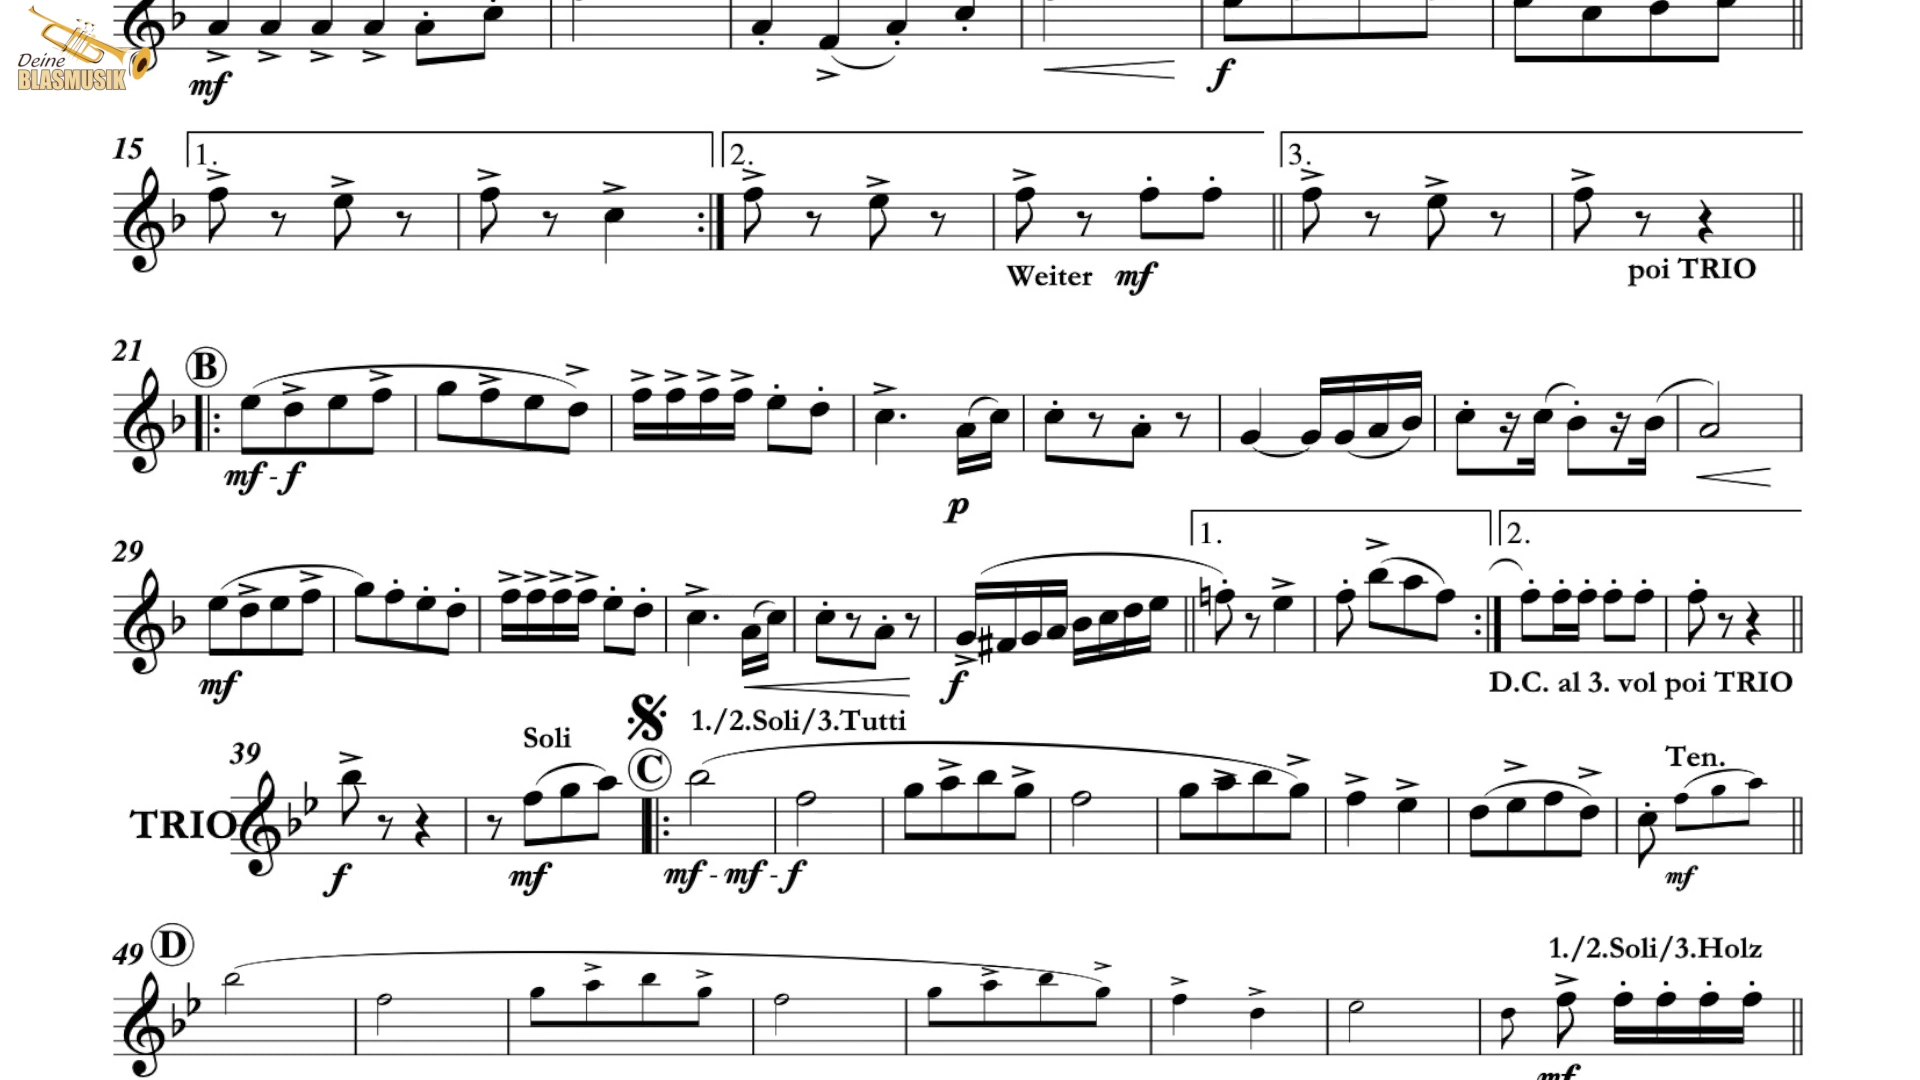 Deine
BLASMUSIK
mf
f
15
1.
2.
3.
Weiter mf
poi TRIO
21
B
mf - f
p
29
1.
2.
mf
f
D.C. al 3. vol poi TRIO
39
Soli
C
1./2.Soli/3.Tutti
Ten.
TRIO
f
mf
mf - mf - f
mf
49
D
1./2.Soli/3.Holz
mf